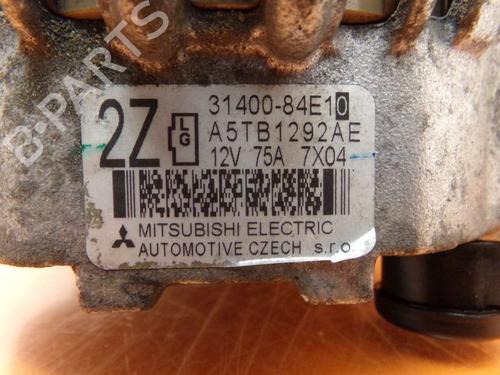 B-PARTS
2Z
L
G
31400-84E10
A5TB1292AE
12V 75A 7X04
MITSUBISHI ELECTRIC
AUTOMOTIVE CZECH s.r.o.